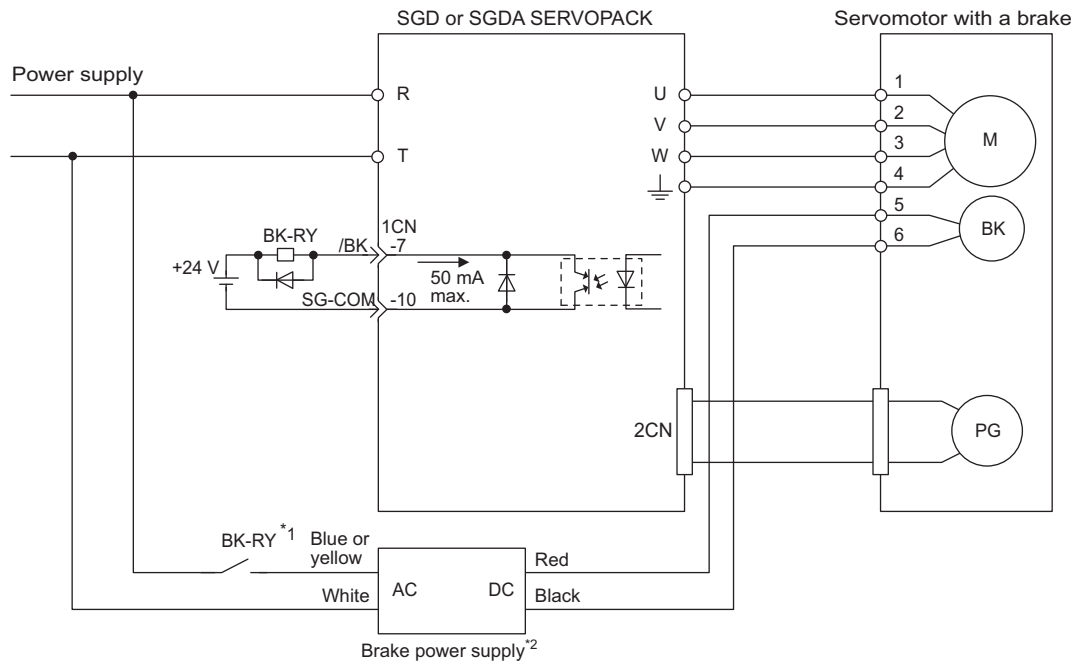 SGD or SGDA SERVOPACK
Servomotor with a brake
Power supply
R
U
1
V
2
M
T
W
3
4
5
BK
6
1CN
BK-RY
/BK
-7
+24 V
50 mA
max.
SG-COM
-10
2CN
PG
BK-RY *1
Blue or
yellow
Red
AC
DC
White
Black
Brake power supply*2